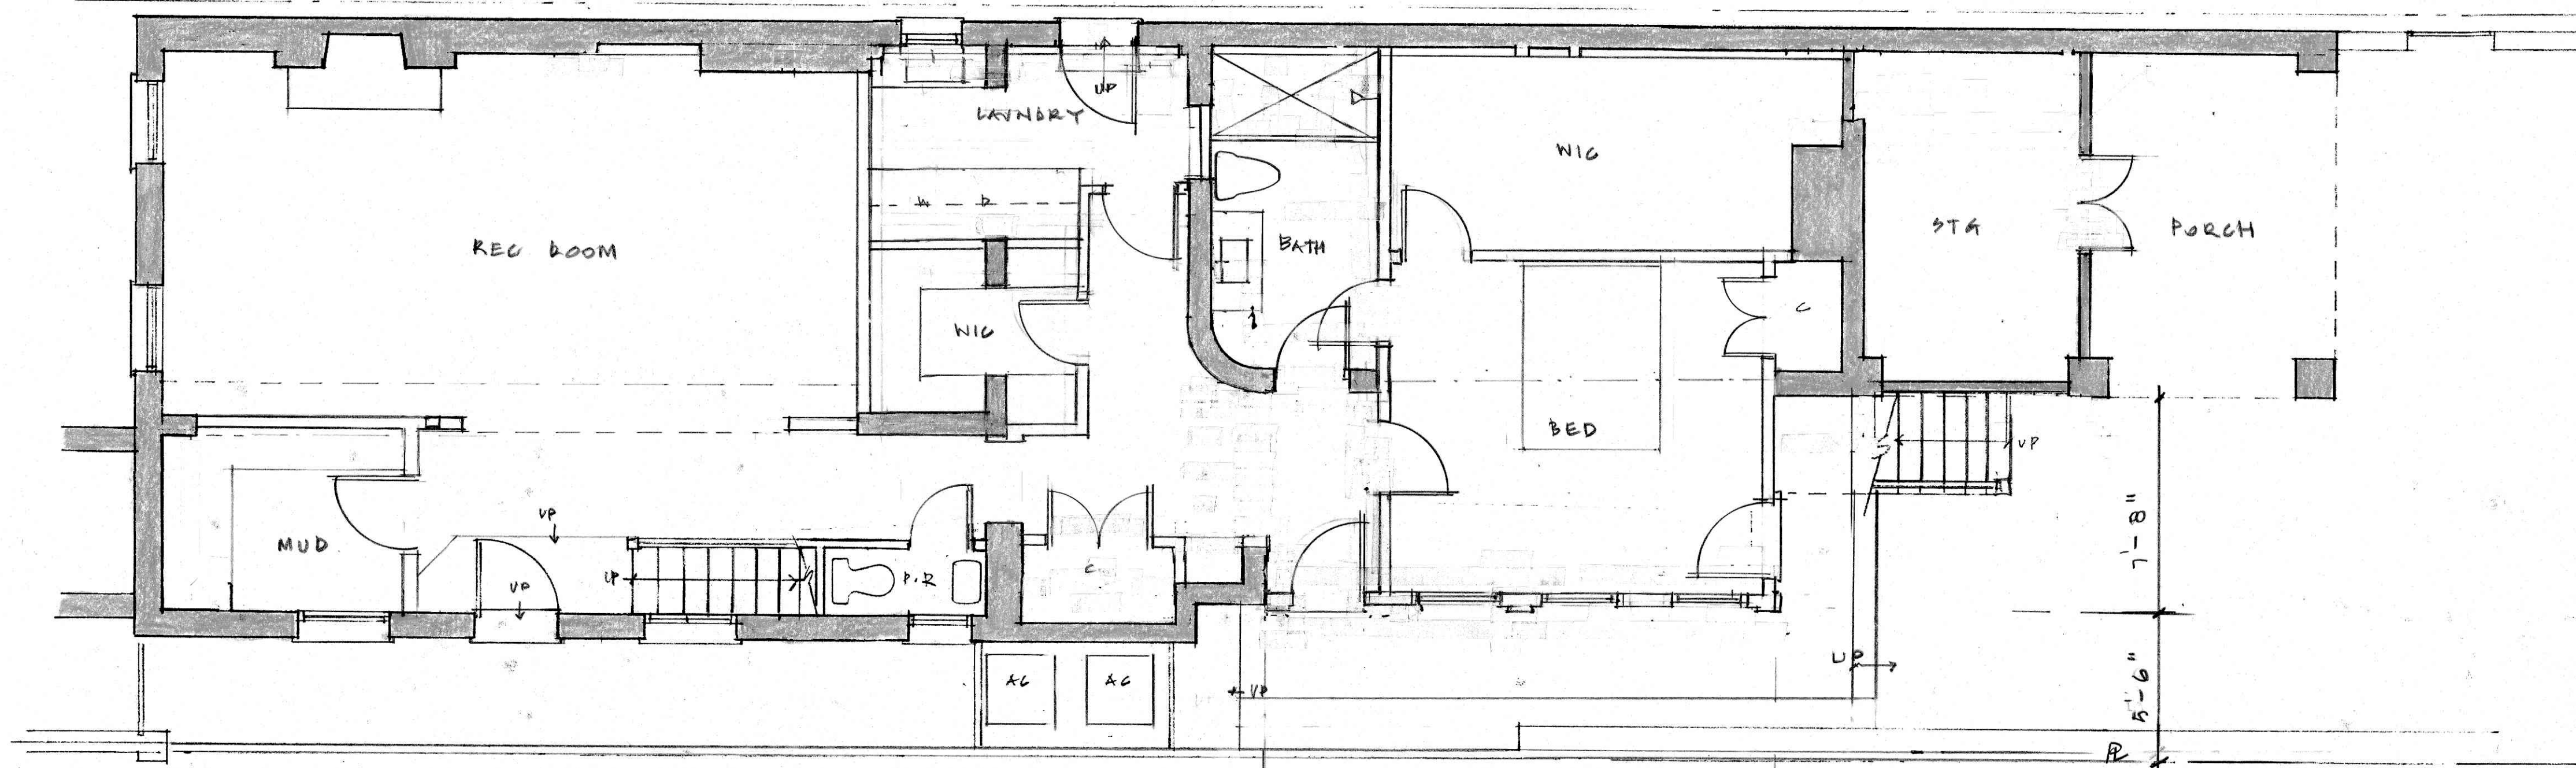 UP
LAUNDRY
WIC
W D
REC ROOM
BATH
STG
PORCH
C
WIC
BED
UP
UP
MUD
UP
UP
P.R
C
7'-8"
AC
AC
UP
UP
5'-6"
PL